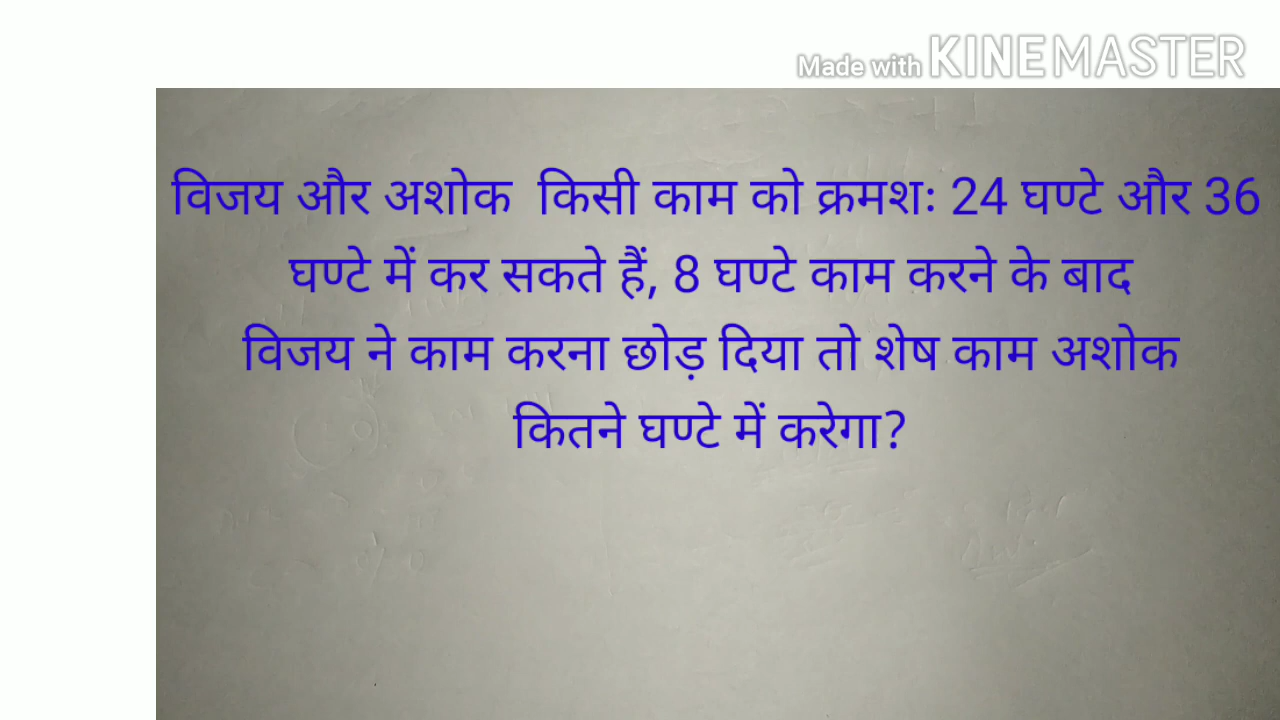 Made with KINEMASTER
विजय और अशोक किसी काम को क्रमशः 24 घण्टे और 36
घण्टे में कर सकते हैं, 8 घण्टे काम करने के बाद
विजय ने काम करना छोड़ दिया तो शेष काम अशोक
कितने घण्टे में करेगा?